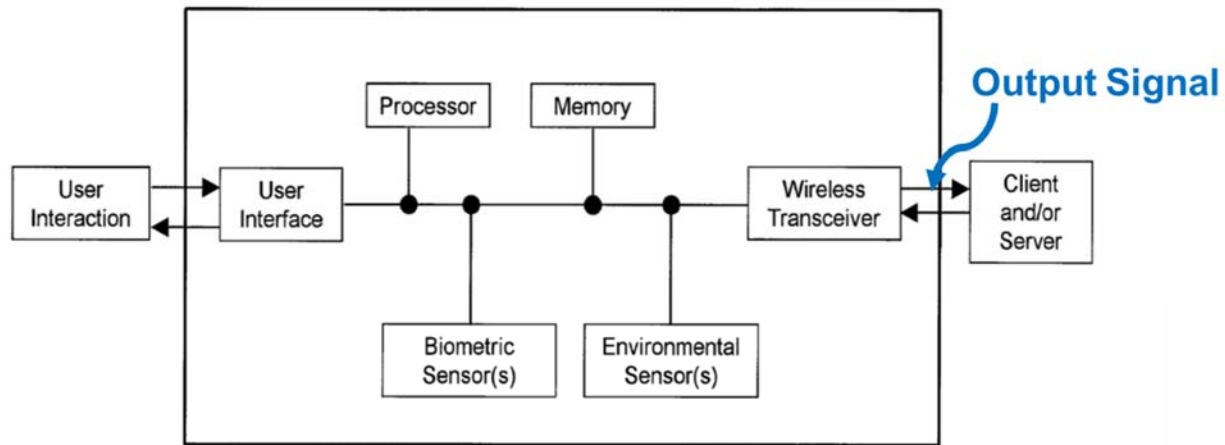 Output Signal
Processor
Memory
User
Interaction
User
Interface
Wireless
Transceiver
Client
and/or
Server
Biometric
Sensor(s)
Environmental
Sensor(s)